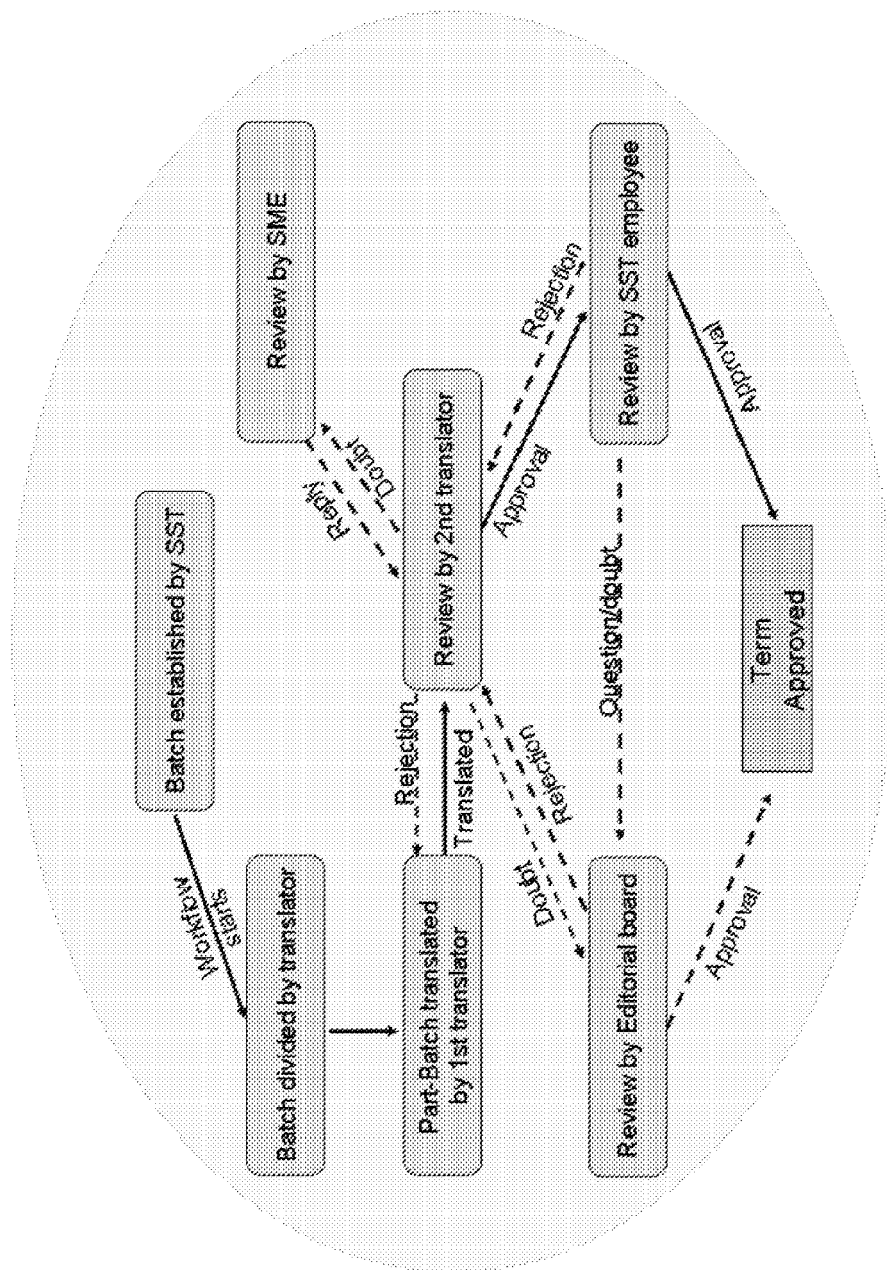 Batch established by SST
Workflow
starts
Batch divided by translator
Review by SME
Reply
Doubt
Part-Batch translated
by 1st translator
Rejection
Translated
Review by 2nd translator
Doubt
Rejection
Approval
Rejection
Review by Editorial board
Question/doubt
Review by SST employee
Approval
Approval
Term
Approved